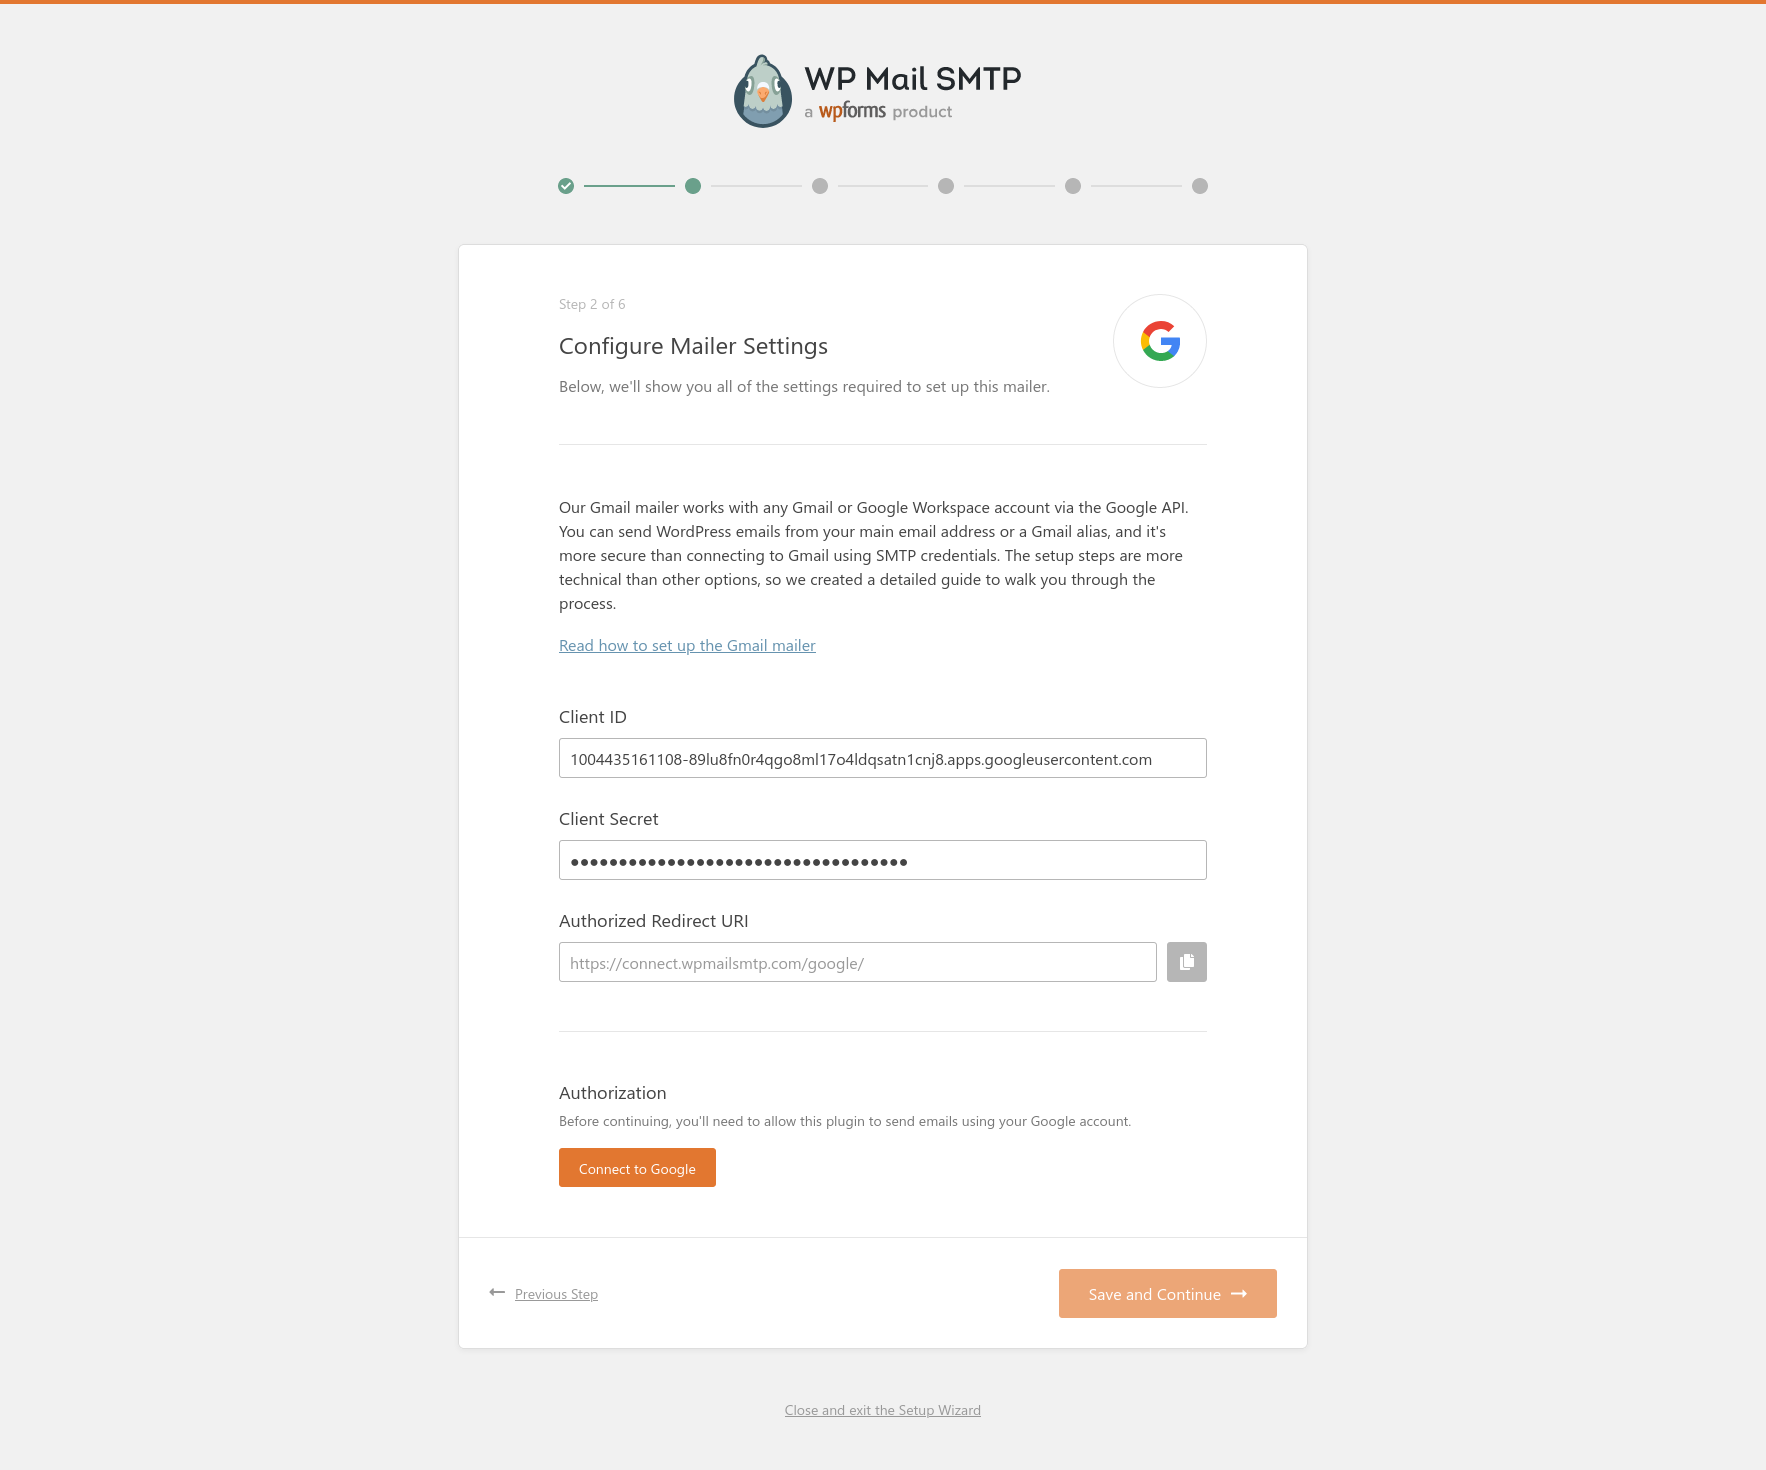 WP Mail SMTP
a wpforms product
Step 2 of 6
Configure Mailer Settings
Below, we'll show you all of the settings required to set up this mailer.
Our Gmail mailer works with any Gmail or Google Workspace account via the Google API.
You can send WordPress emails from your main email address or a Gmail alias, and it's
more secure than connecting to Gmail using SMTP credentials. The setup steps are more
technical than other options, so we created a detailed guide to walk you through the
process.
Read how to set up the Gmail mailer
Client ID
1004435161108-89lu8fn0r4qgo8ml17o4ldqsatn1cnj8.apps.googleusercontent.com
Client Secret
Authorized Redirect URI
https://connect.wpmailsmtp.com/google/
Authorization
Before continuing, you'll need to allow this plugin to send emails using your Google account.
Connect to Google
Previous Step
Save and Continue
Close and exit the Setup Wizard